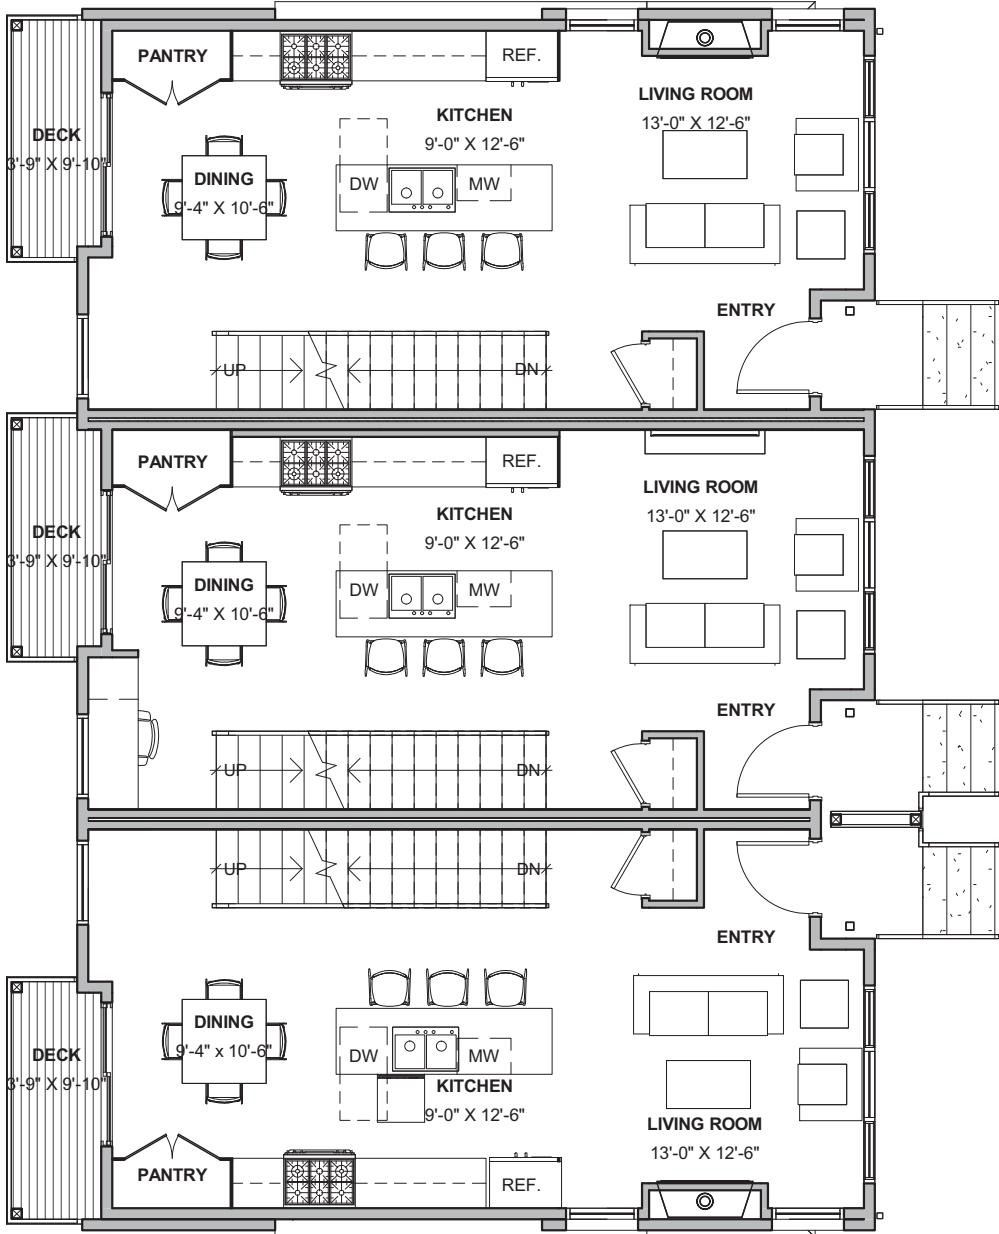 PANTRY
REF.
LIVING ROOM
13'-0" X 12'-6"
KITCHEN
9'-0" X 12'-6"
DECK
3'-9" X 9'-10"
DINING
9'-4" X 10'-6"
DW
MW
ENTRY
UP
DN
PANTRY
REF.
LIVING ROOM
13'-0" X 12'-6"
KITCHEN
9'-0" X 12'-6"
DECK
3'-9" X 9'-10"
DINING
9'-4" X 10'-6"
DW
MW
ENTRY
UP
DN
UP
DN
ENTRY
DINING
9'-4" x 10'-6"
DECK
3'-9" X 9'-10"
DW
MW
KITCHEN
9'-0" X 12'-6"
LIVING ROOM
13'-0" X 12'-6"
PANTRY
REF.